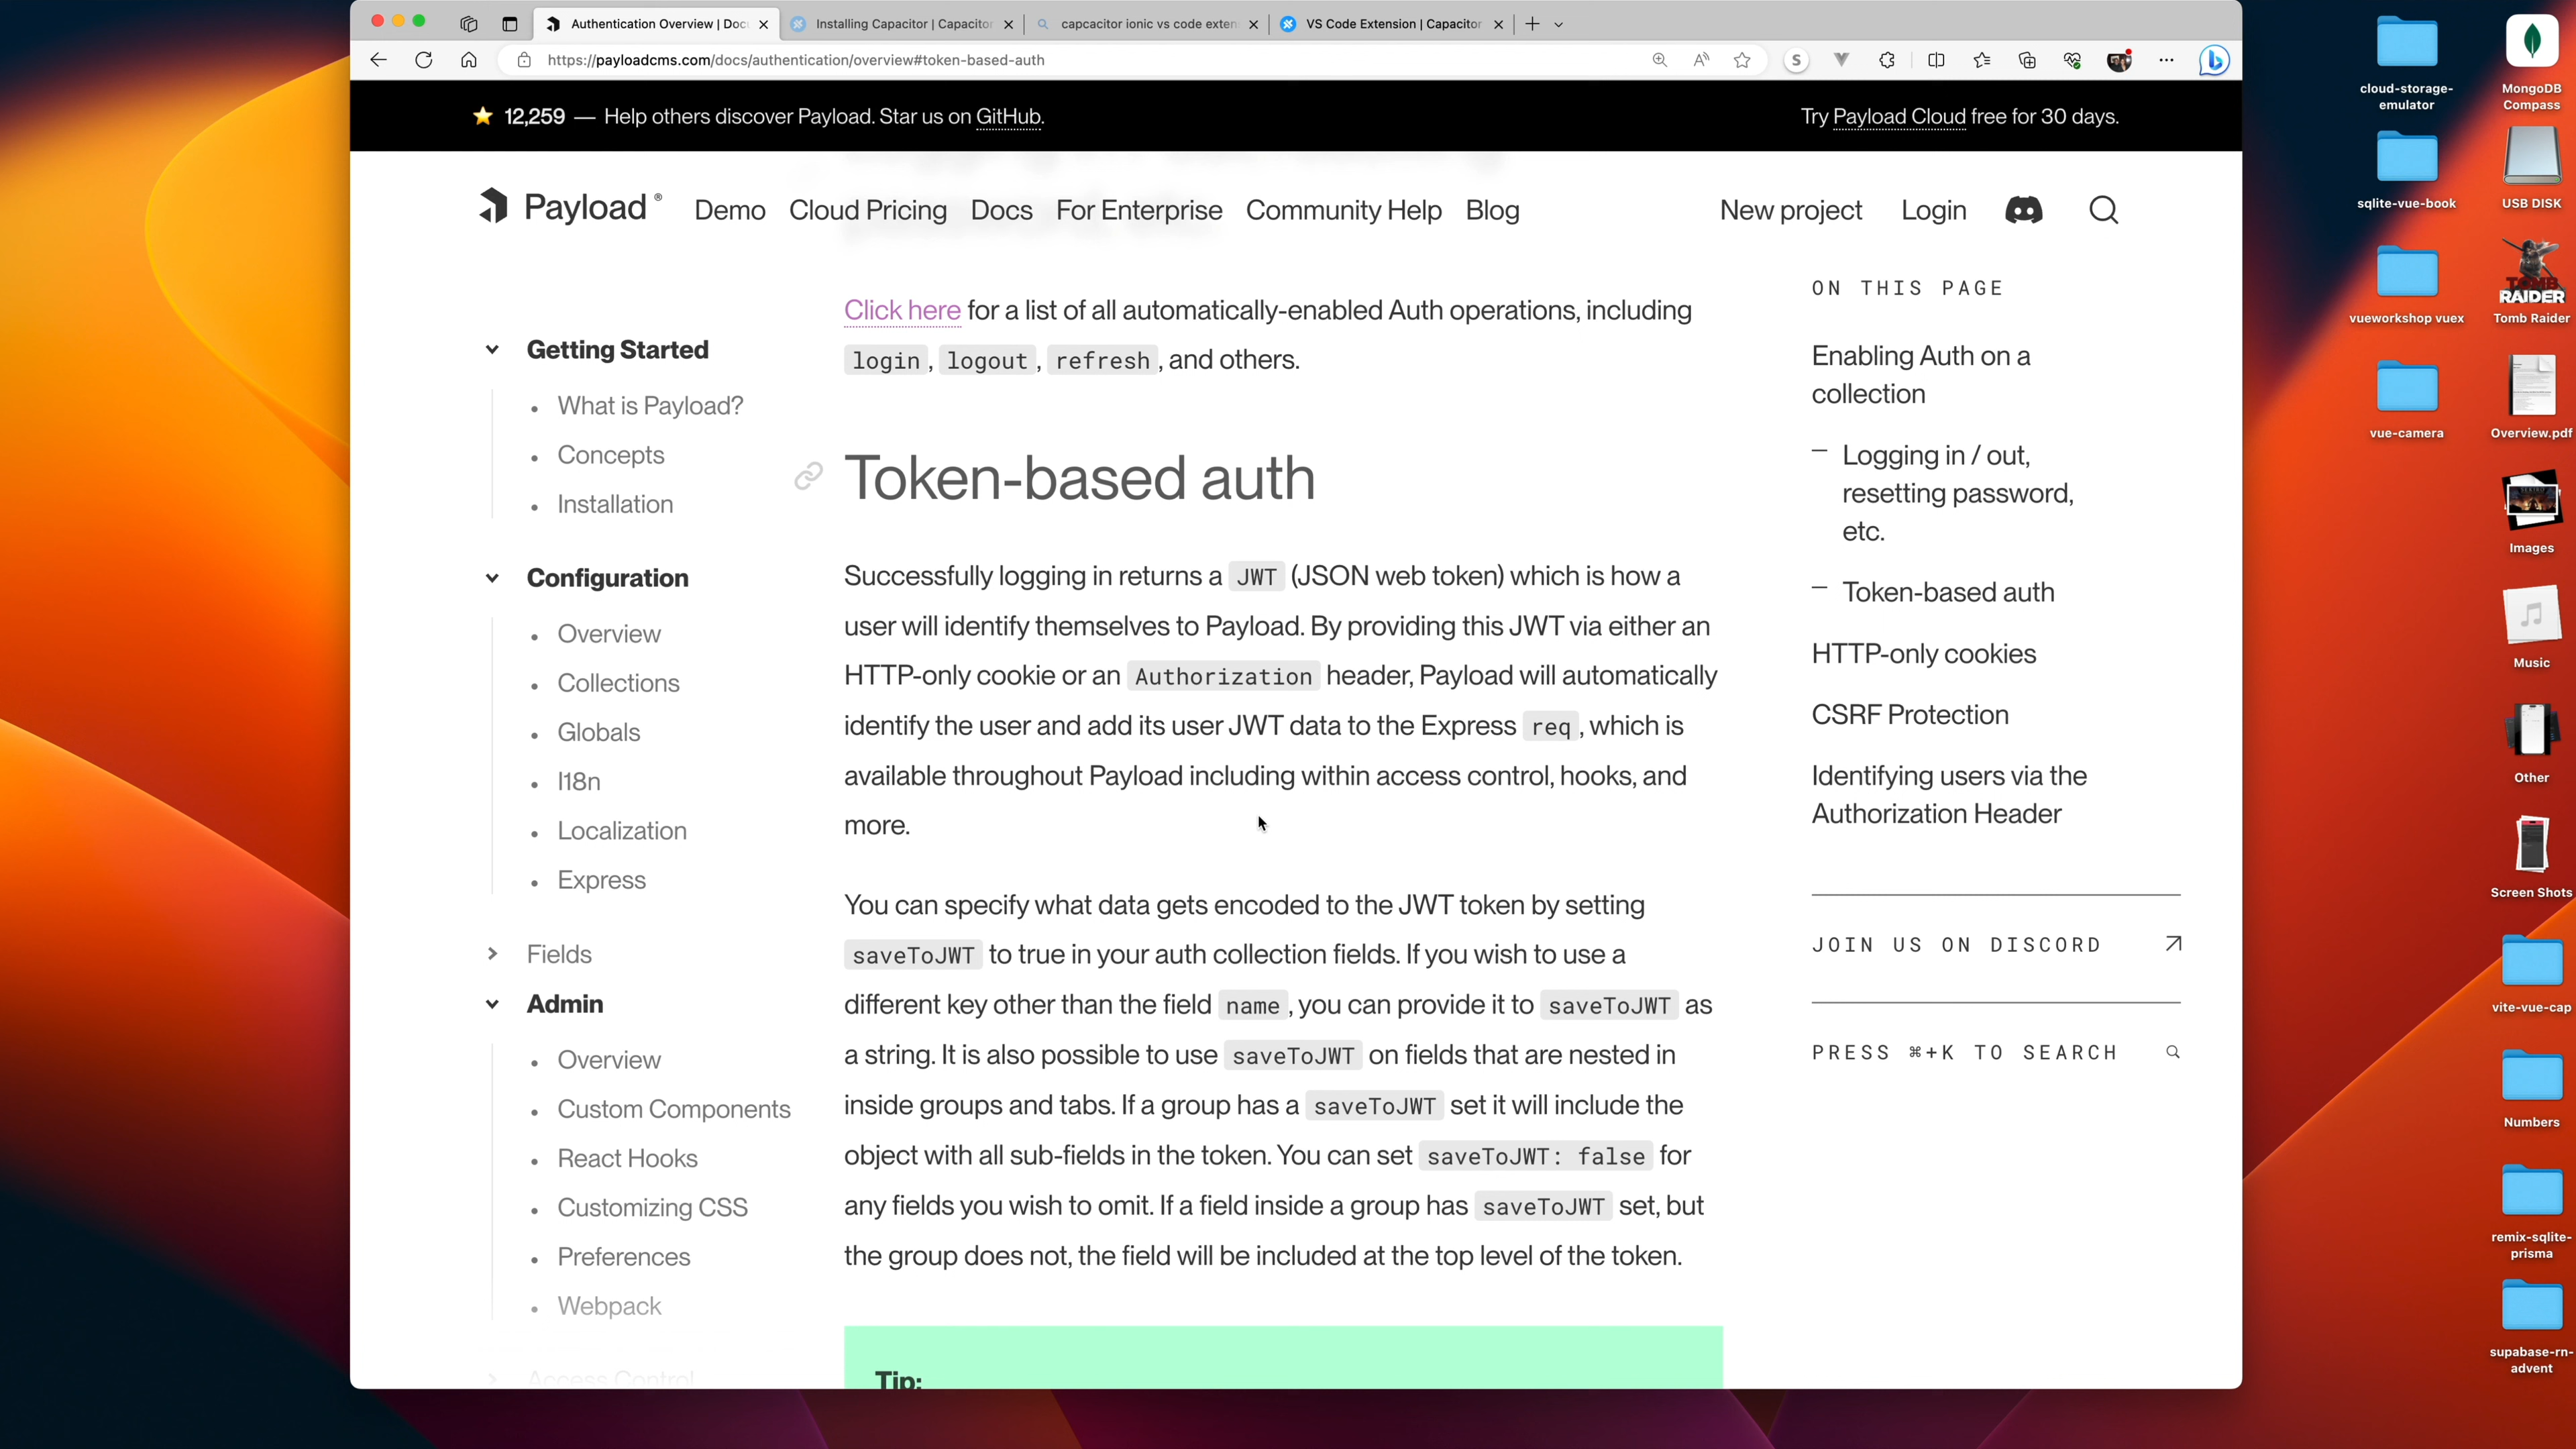 Authentication Overview | Doc
Installing Capacitor | Capacitor
capcacitor ionic vs code exten
VS Code Extension | Capacitor
https://payloadcms.com/docs/authentication/overview#token-based-auth
S
12,259 — Help others discover Payload. Star us on GitHub.
Try Payload Cloud free for 30 days.
Payload ®
Demo
Cloud Pricing
Docs
For Enterprise
Community Help
Blog
New project
Login
Getting Started
What is Payload?
Concepts
Installation
Configuration
Overview
Collections
Globals
I18n
Localization
Express
Fields
Admin
Overview
Custom Components
React Hooks
Customizing CSS
Preferences
Webpack
Access Control
Click here for a list of all automatically-enabled Auth operations, including
login, logout, refresh, and others.
Token-based auth
Successfully logging in returns a JWT (JSON web token) which is how a
user will identify themselves to Payload. By providing this JWT via either an
HTTP-only cookie or an Authorization header, Payload will automatically
identify the user and add its user JWT data to the Express req, which is
available throughout Payload including within access control, hooks, and
more.
You can specify what data gets encoded to the JWT token by setting
saveToJWT to true in your auth collection fields. If you wish to use a
different key other than the field name, you can provide it to saveToJWT as
a string. It is also possible to use saveToJWT on fields that are nested in
inside groups and tabs. If a group has a saveToJWT set it will include the
object with all sub-fields in the token. You can set saveToJWT: false for
any fields you wish to omit. If a field inside a group has saveToJWT set, but
the group does not, the field will be included at the top level of the token.
Tip:
ON THIS PAGE
Enabling Auth on a
collection
— Logging in / out,
resetting password,
etc.
— Token-based auth
HTTP-only cookies
CSRF Protection
Identifying users via the
Authorization Header
JOIN US ON DISCORD
PRESS ⌘+K TO SEARCH
cloud-storage-
emulator
sqlite-vue-book
vueworkshop vuex
vue-camera
MongoDB
Compass
USB DISK
TOMB
RAIDER
Tomb Raider
Overview.pdf
Images
Music
Other
Screen Shots
vite-vue-cap
Numbers
remix-sqlite-
prisma
supabase-rn-
advent